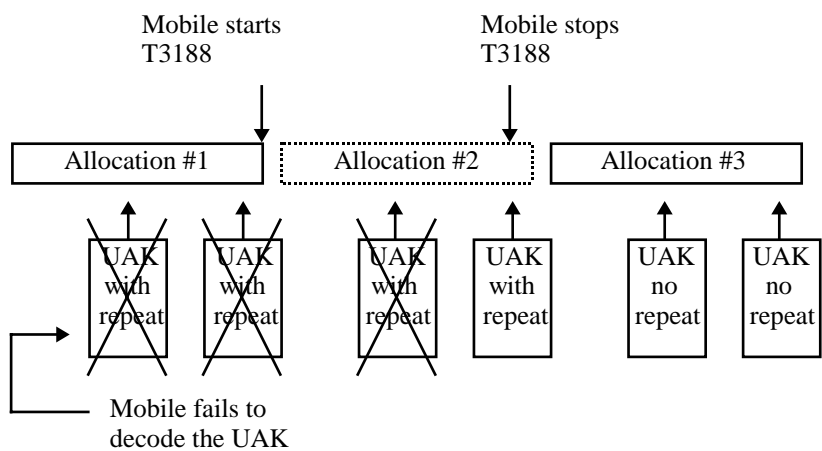 Mobile starts
T3188
Mobile stops
T3188
Allocation #1
Allocation #2
Allocation #3
UAK
with
repeat
UAK
with
repeat
UAK
with
repeat
UAK
with
repeat
UAK
no
repeat
UAK
no
repeat
Mobile fails to
decode the UAK